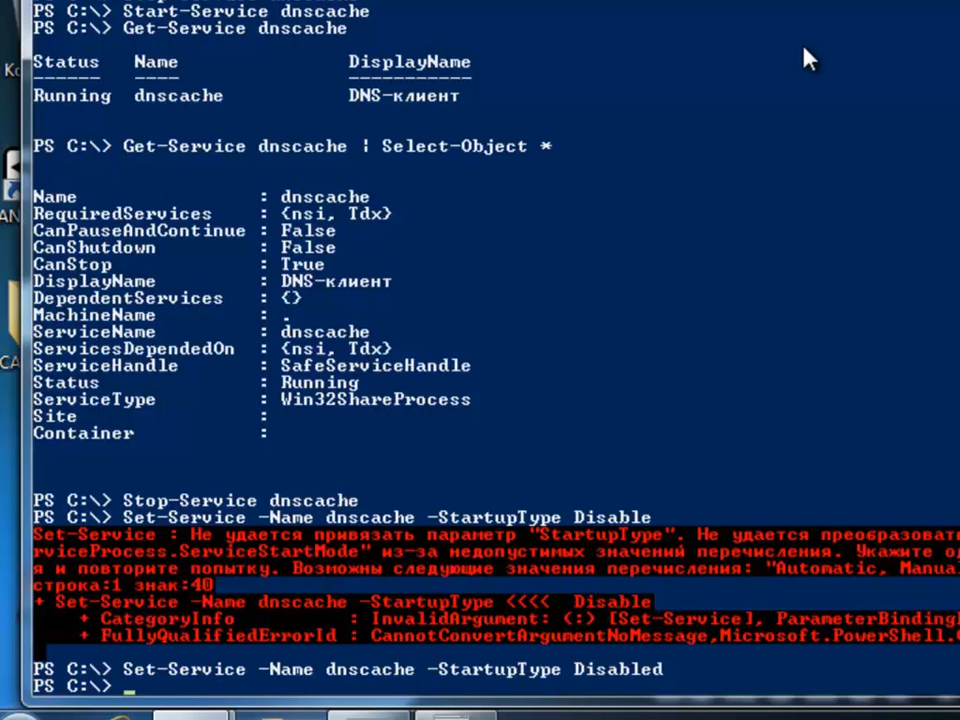 PS C:\> Start-Service dnscache
PS C:\> Get-Service dnscache
Status Name DisplayName
------ ---- -----------
Running dnscache DNS-клиент
PS C:\> Get-Service dnscache | Select-Object *
Name : dnscache
RequiredServices : {nsi, Tdx}
CanPauseAndContinue : False
CanShutdown : False
CanStop : True
DisplayName : DNS-клиент
DependentServices : {}
MachineName : .
ServiceName : dnscache
ServicesDependedOn : {nsi, Tdx}
ServiceHandle : SafeServiceHandle
Status : Running
ServiceType : Win32ShareProcess
Site :
Container :
PS C:\> Stop-Service dnscache
PS C:\> Set-Service -Name dnscache -StartupType Disable
Set-Service : Не удается привязать параметр "StartupType". Не удается преобразоват
rviceProcess.ServiceStartMode" из-за недопустимых значений перечисления. Укажите од
я и повторите попытку. Возможны следующие значения перечисления: "Automatic, Manua
строка:1 знак:40
+ Set-Service -Name dnscache -StartupType <<<< Disable
+ CategoryInfo : InvalidArgument: (:) [Set-Service], ParameterBinding
+ FullyQualifiedErrorId : CannotConvertArgumentNoMessage,Microsoft.PowerShell.
PS C:\> Set-Service -Name dnscache -StartupType Disabled
PS C:\>